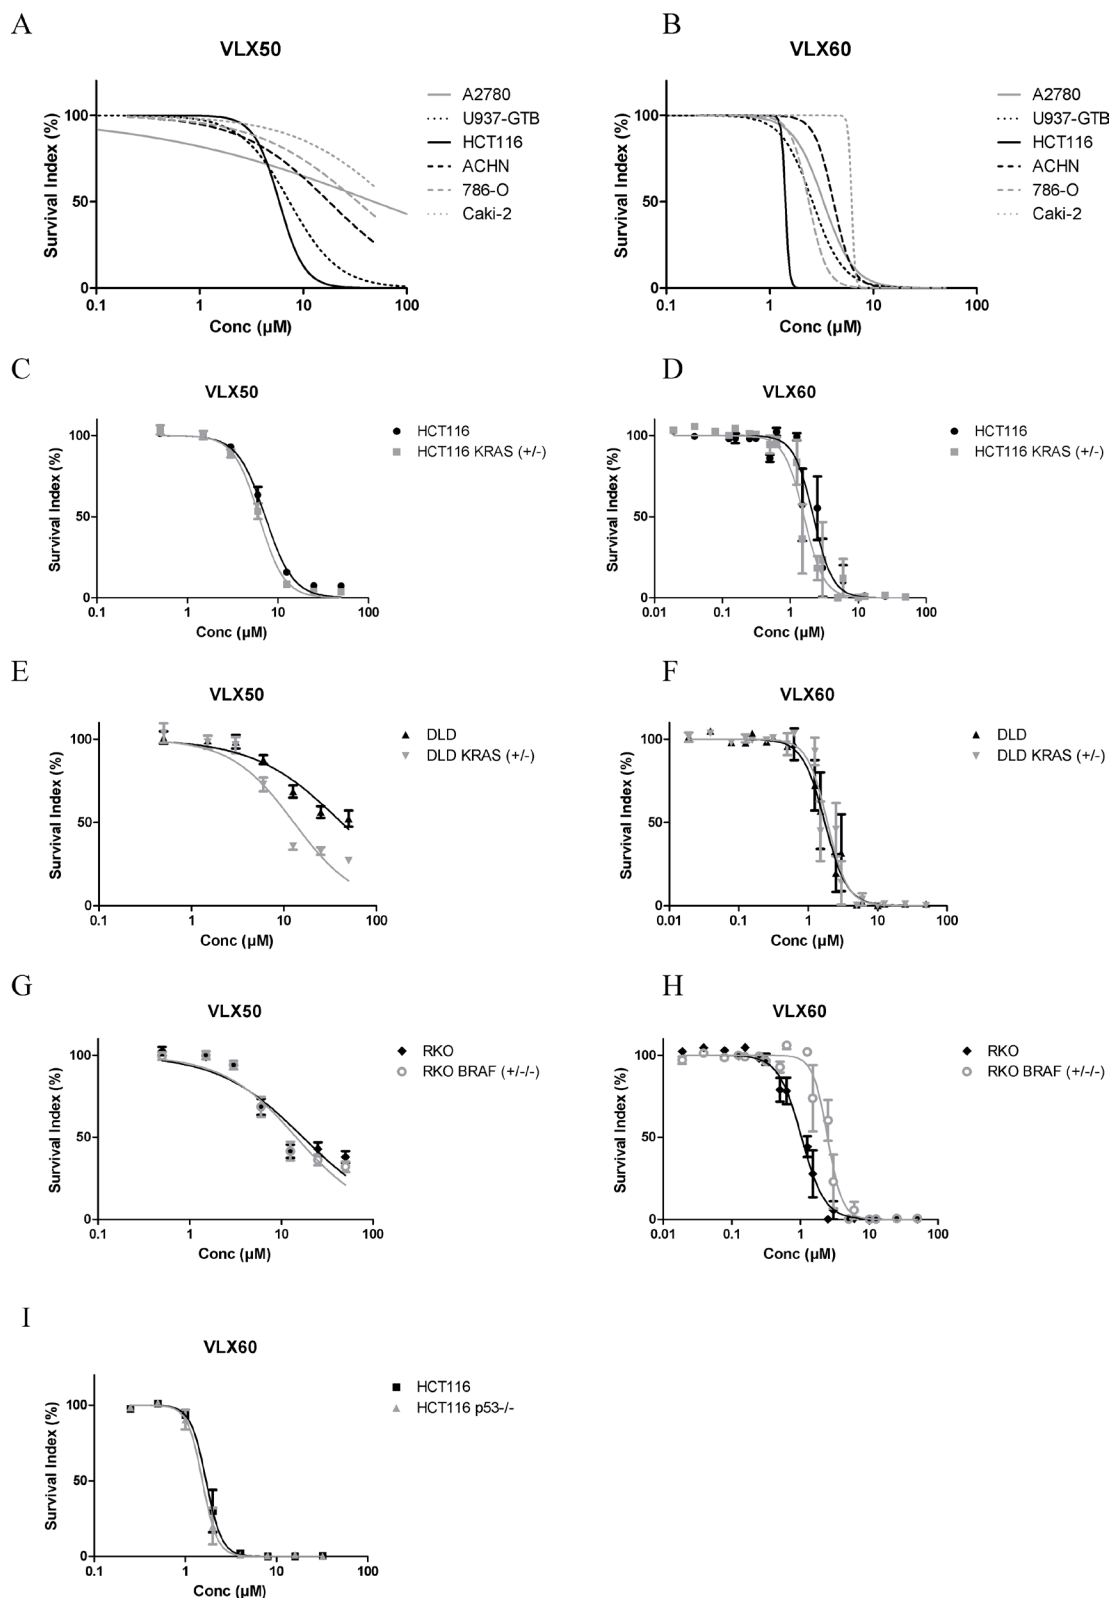 A
VLX50
Survival Index (%)
100
50
0
0.1
1
10
100
Conc (µM)
A2780
U937-GTB
HCT116
ACHN
786-O
Caki-2
B
VLX60
Survival Index (%)
100
50
0
0.1
1
10
100
Conc (µM)
A2780
U937-GTB
HCT116
ACHN
786-O
Caki-2
C
VLX50
Survival Index (%)
100
50
0
0.1
1
10
100
Conc (µM)
HCT116
HCT116 KRAS (+/-)
D
VLX60
Survival Index (%)
100
50
0
0.01
0.1
1
10
100
Conc (µM)
HCT116
HCT116 KRAS (+/-)
E
VLX50
Survival Index (%)
100
50
0
0.1
1
10
100
Conc (µM)
DLD
DLD KRAS (+/-)
F
VLX60
Survival Index (%)
100
50
0
0.01
0.1
1
10
100
Conc (µM)
DLD
DLD KRAS (+/-)
G
VLX50
Survival Index (%)
100
50
0
0.1
1
10
100
Conc (µM)
RKO
RKO BRAF (+/-/-)
H
VLX60
Survival Index (%)
100
50
0
0.01
0.1
1
10
100
Conc (µM)
RKO
RKO BRAF (+/-/-)
I
VLX60
Survival Index (%)
100
50
0
0.1
1
10
100
Conc (µM)
HCT116
HCT116 p53-/-